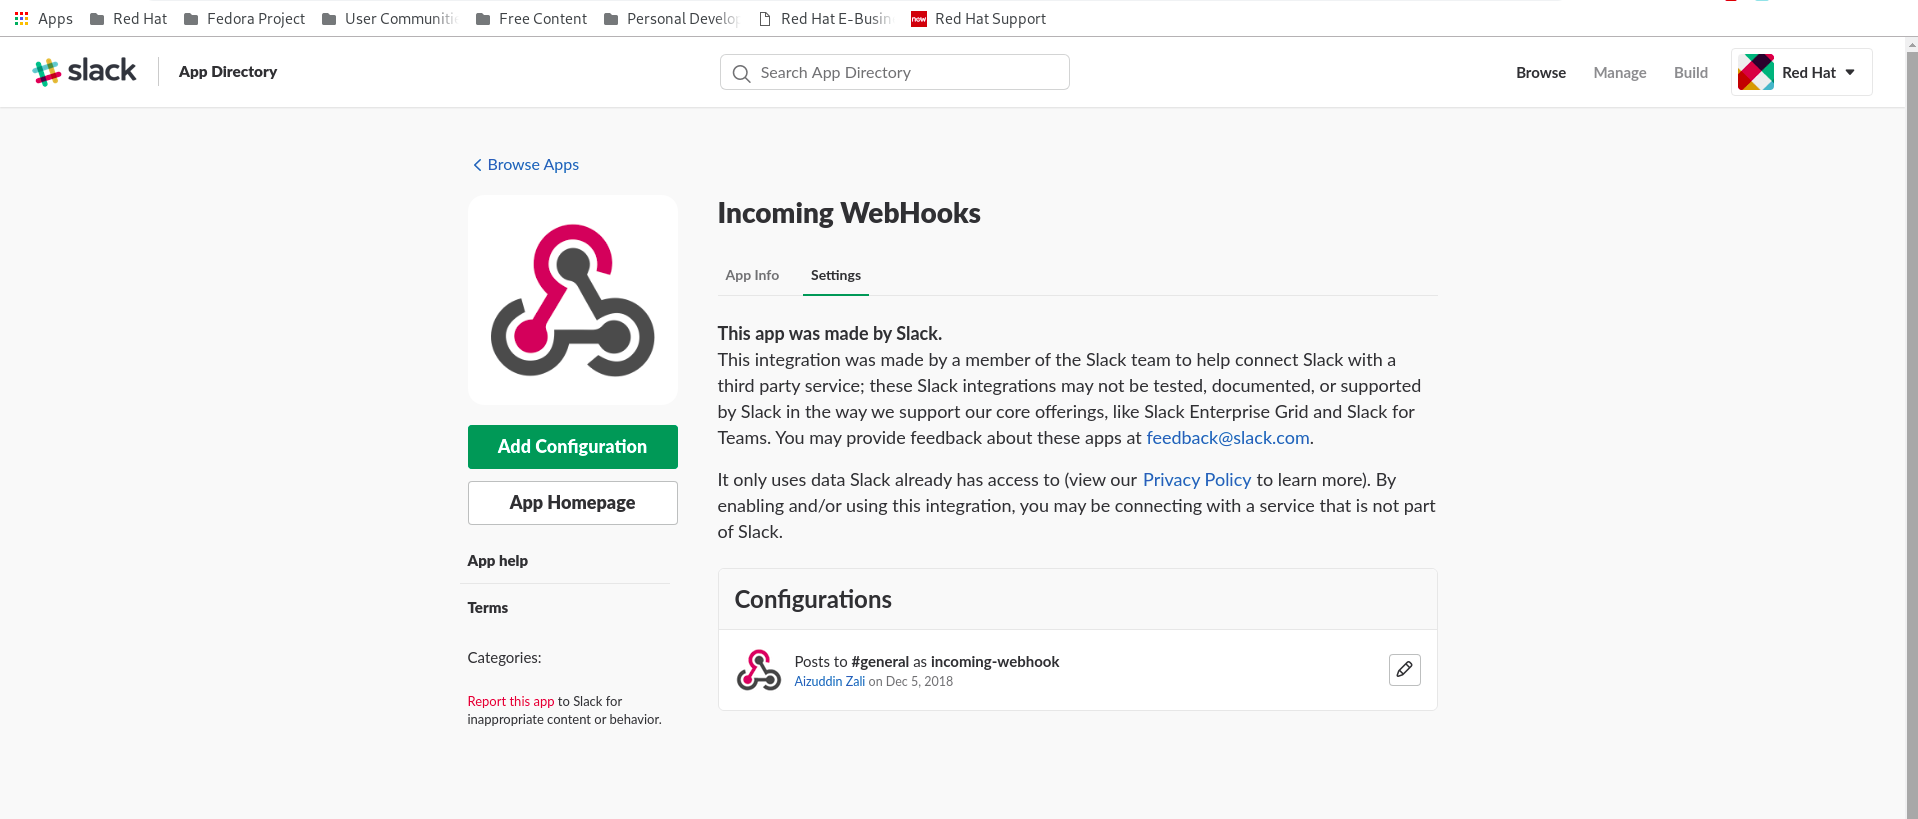 Apps Red Hat Fedora Project User Communiti Free Content Personal Develop Red Hat E-Busin now Red Hat Support
slack App Directory Search App Directory Browse Manage Build Red Hat
Browse Apps
Incoming WebHooks
App Info Settings
This app was made by Slack.
This integration was made by a member of the Slack team to help connect Slack with a
third party service; these Slack integrations may not be tested, documented, or supported
by Slack in the way we support our core offerings, like Slack Enterprise Grid and Slack for
Teams. You may provide feedback about these apps at feedback@slack.com.
It only uses data Slack already has access to (view our Privacy Policy to learn more). By
enabling and/or using this integration, you may be connecting with a service that is not part
of Slack.
Add Configuration
App Homepage
App help
Terms
Categories:
Report this app to Slack for
inappropriate content or behavior.
Configurations
Posts to #general as incoming-webhook
Aizuddin Zali on Dec 5, 2018